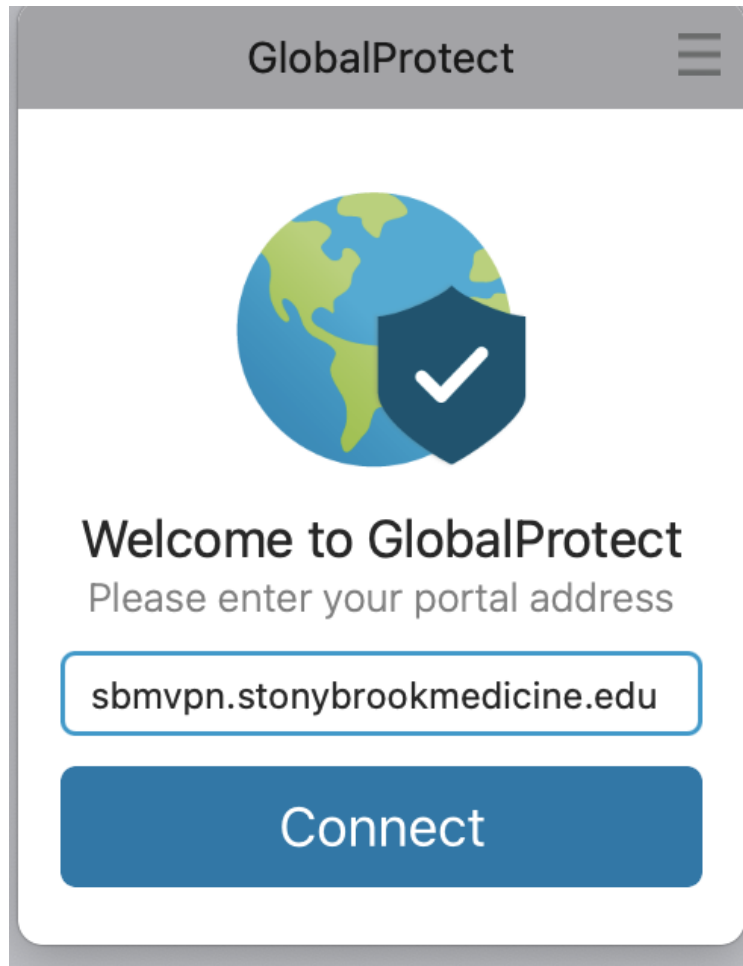 GlobalProtect
Welcome to GlobalProtect
Please enter your portal address
sbmvpn.stonybrookmedicine.edu
Connect